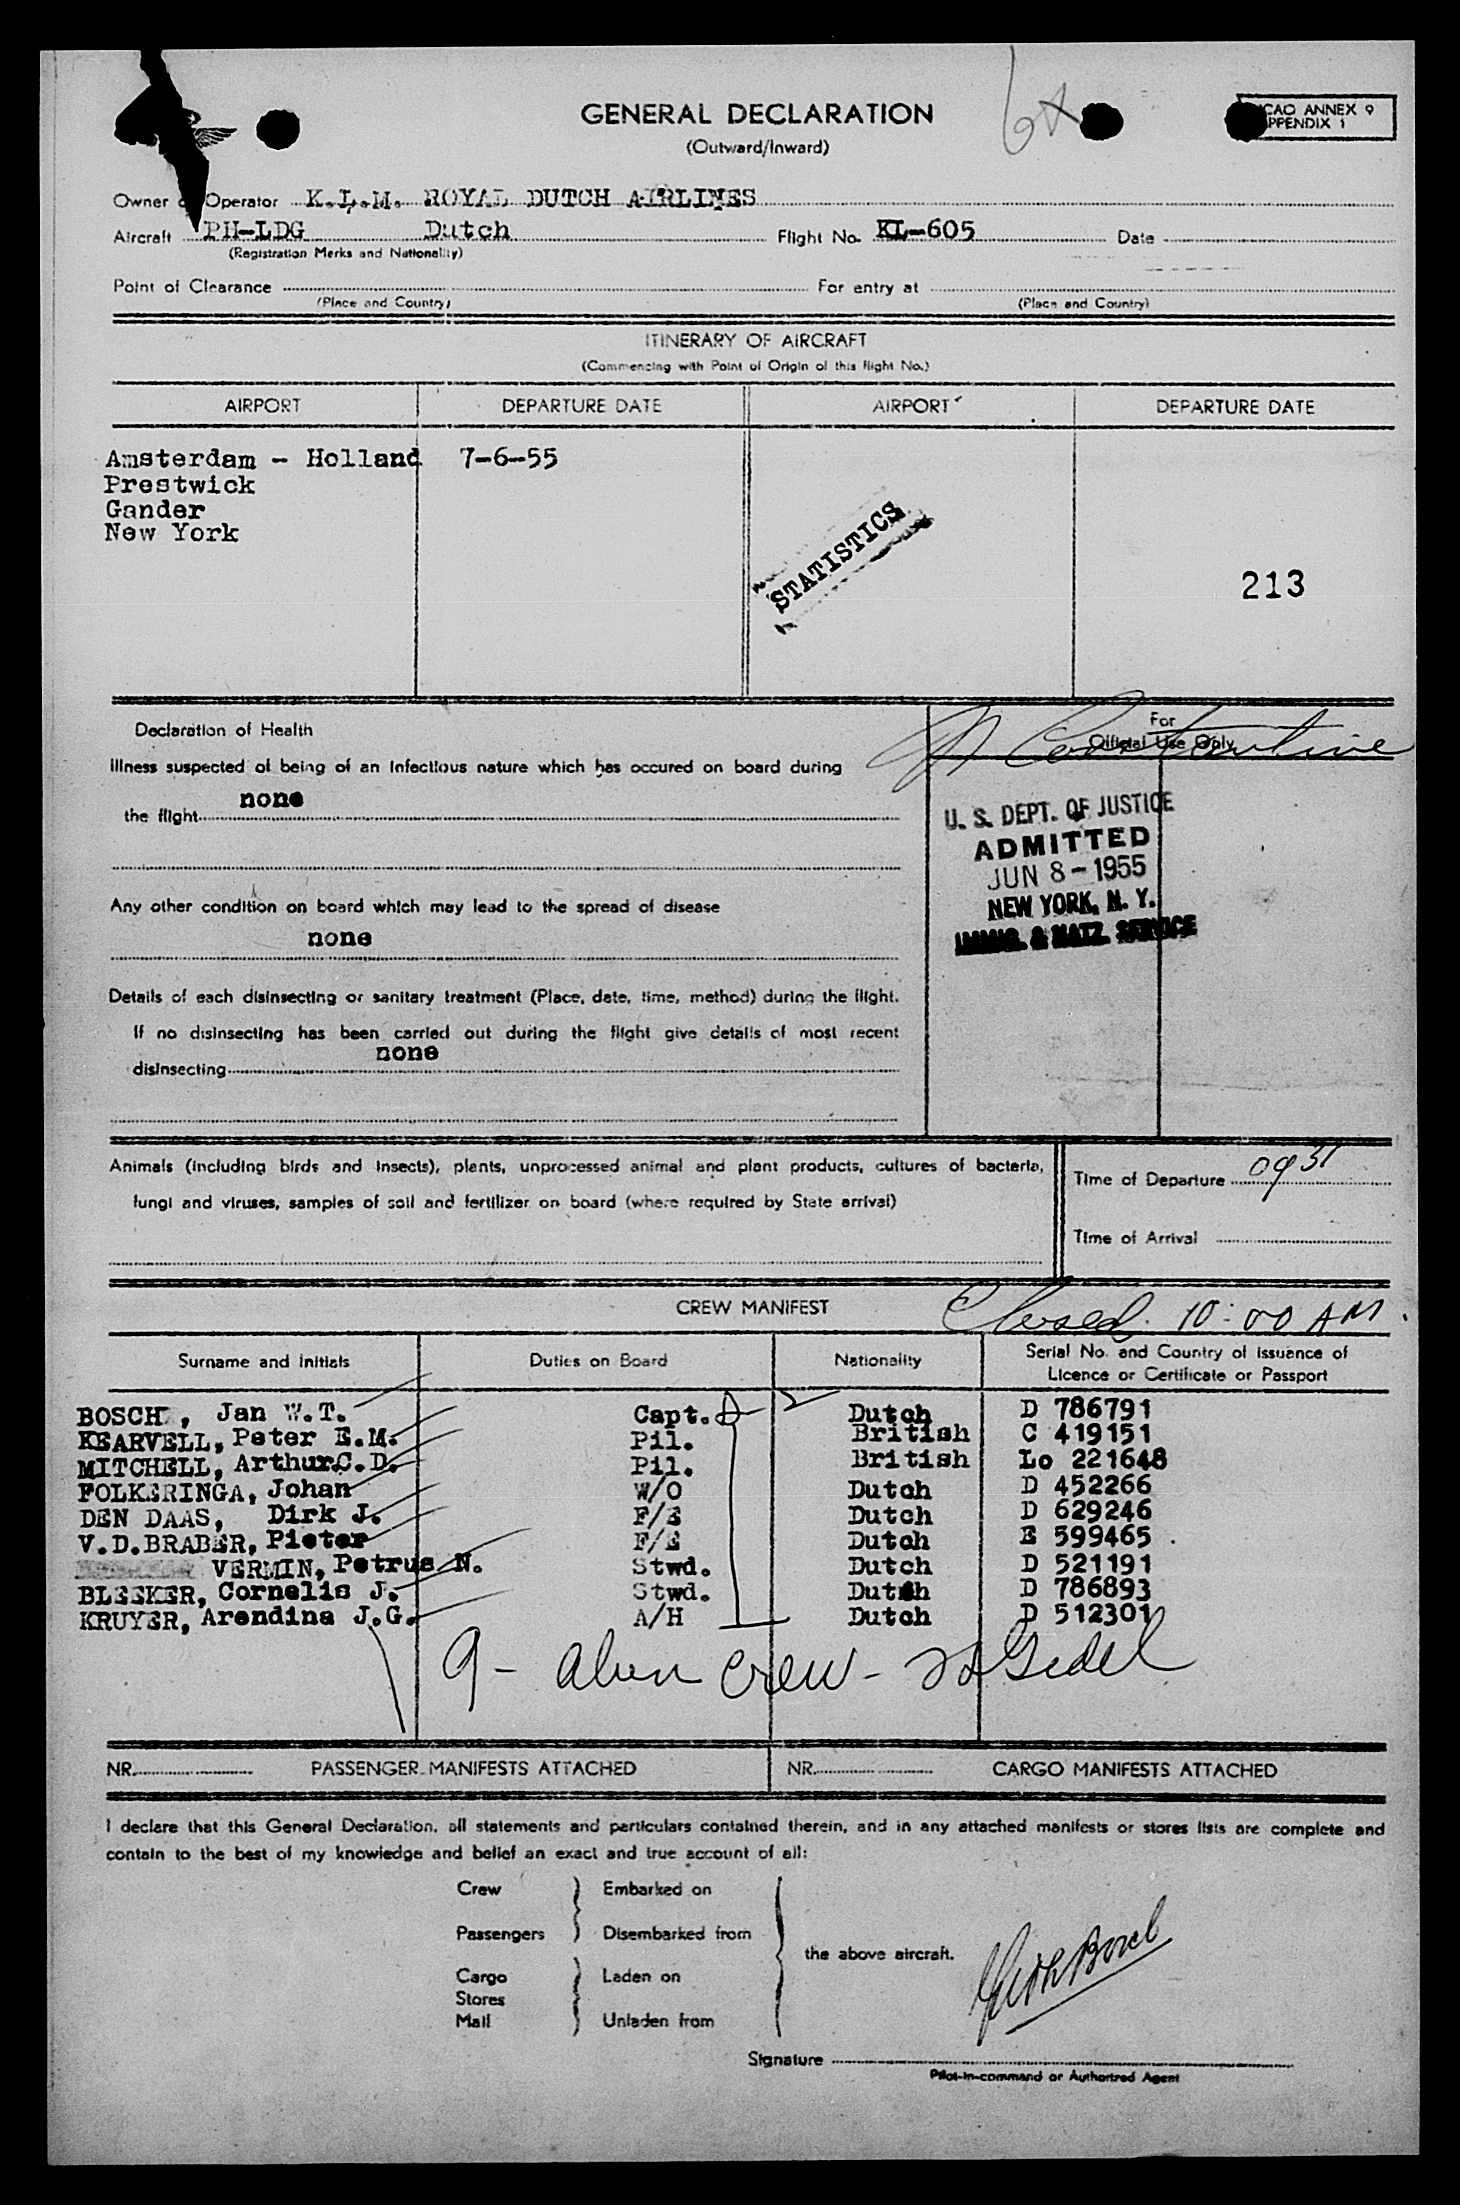 GENERAL DECLARATION
(Outward/Inward)
ICAO ANNEX 9
APPENDIX 1
Owner or Operator K.L.M. ROYAL DUTCH AIRLINES
Aircraft PH-LDG Dutch Flight No. KL-605 Date
(Registration Marks and Nationality)
Point of Clearance For entry at
(Place and Country) (Place and Country)
ITINERARY OF AIRCRAFT
(Commencing with Point of Origin of this flight No.)
AIRPORT DEPARTURE DATE AIRPORT DEPARTURE DATE
Amsterdam - Holland 7-6-55
Prestwick
Gander
New York
STATISTICS
213
Declaration of Health
For
Official Use Only
Illness suspected of being of an infectious nature which has occured on board during
the flight none
U. S. DEPT. OF JUSTICE
ADMITTED
JUN 8 - 1955
NEW YORK, N. Y.
IMMIG. & NATZ. SERVICE
Any other condition on board which may lead to the spread of disease
none
Details of each disinsecting or sanitary treatment (Place, date, time, method) during the flight.
If no disinsecting has been carried out during the flight give details of most recent
disinsecting none
Animals (including birds and insects), plants, unprocessed animal and plant products, cultures of bacteria,
fungi and viruses, samples of soil and fertilizer on board (where required by State arrival)
Time of Departure 0931
Time of Arrival
CREW MANIFEST Closed. 10:00 AM.
Surname and Initials Duties on Board Nationality Serial No. and Country of Issuance of
Licence or Certificate or Passport
BOSCH, Jan W.T. Capt. Dutch D 786791
KEARVELL, Peter E.M. Pil. British C 419151
MITCHELL, Arthur C.D. Pil. British Lo 221648
FOLKERINGA, Johan W/O Dutch D 452266
DEN DAAS, Dirk J. F/E Dutch D 629246
V.D.BRABER, Pieter F/E Dutch E 599465
VERMIN, Petrus N. Stwd. Dutch D 521191
BLEEKER, Cornelis J. Stwd. Dutch D 786893
KRUYER, Arendina J.G. A/H Dutch D 512301
9 - alien crew -
NR. PASSENGER MANIFESTS ATTACHED NR. CARGO MANIFESTS ATTACHED
I declare that this General Declaration, all statements and particulars contained therein, and in any attached manifests or stores lists are complete and
contain to the best of my knowledge and belief an exact and true account of all:
Crew Embarked on
Passengers Disembarked from
the above aircraft.
Cargo Laden on
Stores
Mail Unladen from
Signature
Pilot-in-command or Authorized Agent